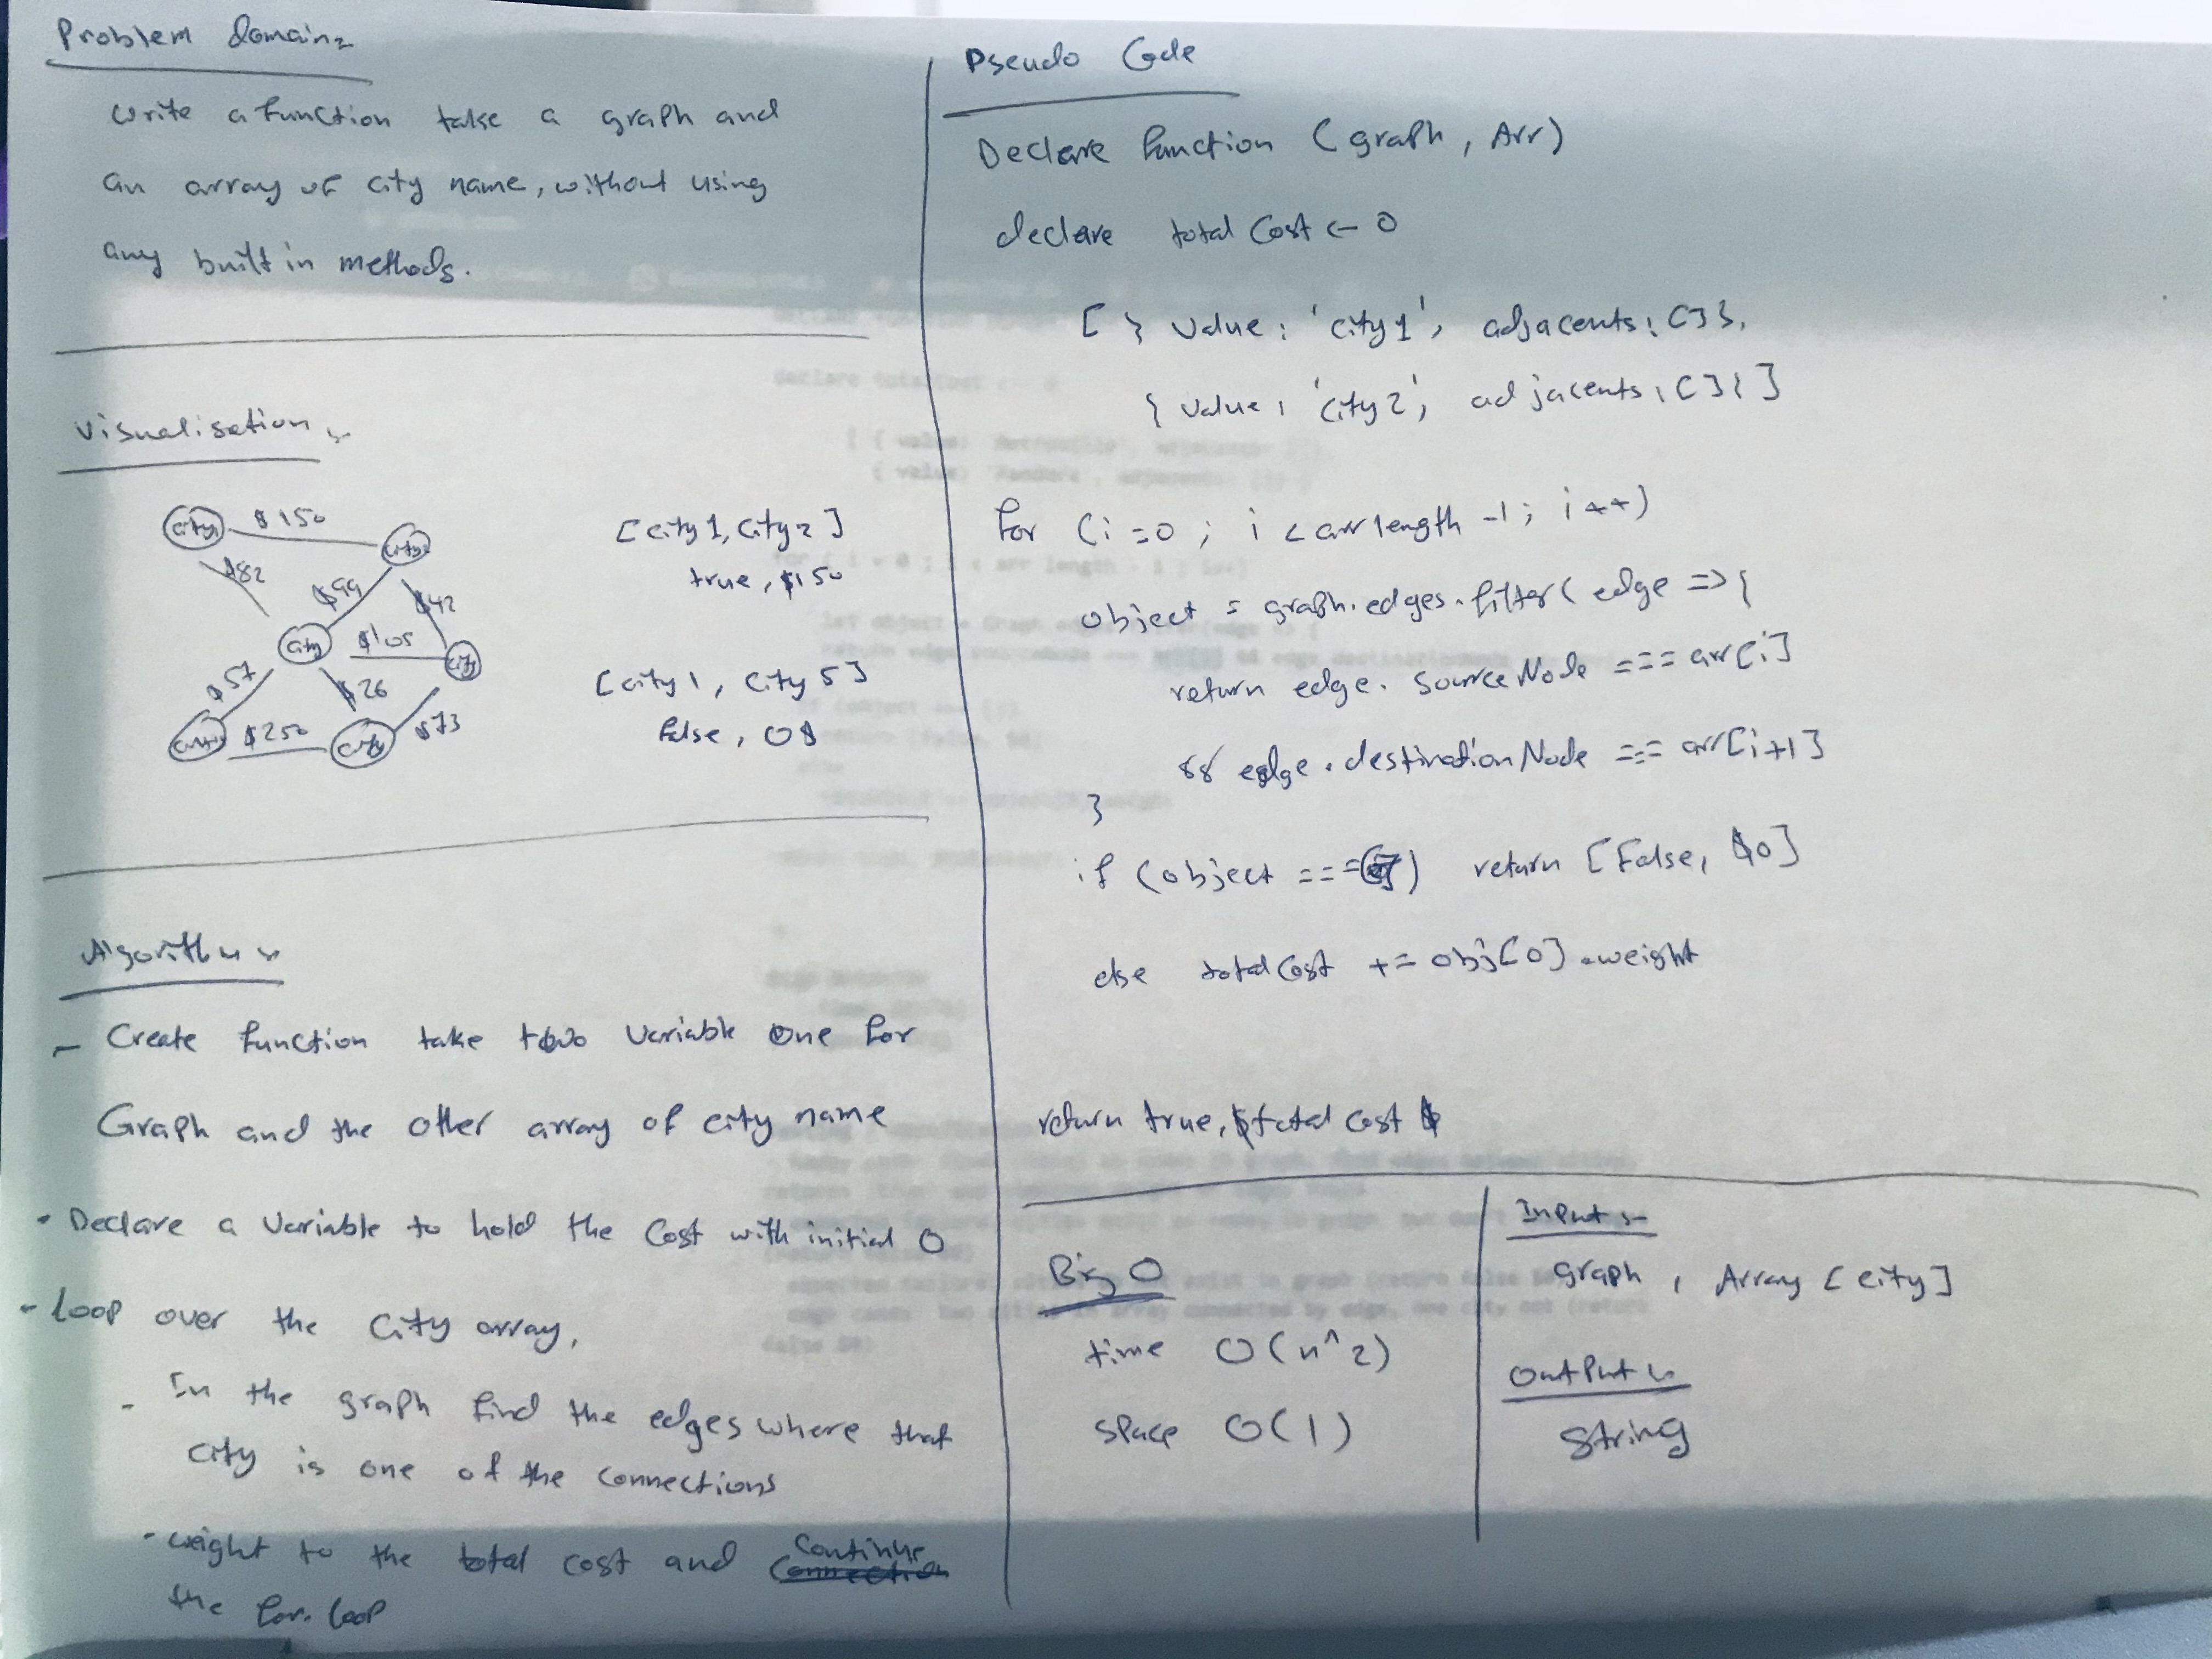 Problem domain:
write a function take a graph and
an array of city name, without using
any built in methods.
visualisation :-
city1 $150 city2
$82 $99 $42
city $105 city
$57 $26 $73
$250 city
[city 1, city 2]
true, $150
[city 1, city 5]
false, 0$
Algorithm :-
- Create function take two variable one for
Graph and the other array of city name
- Declare a variable to hold the cost with initial 0
- loop over the city array,
- In the graph find the edges where that
city is one of the connections
- weight to the total cost and continue
the for loop
Pseudo Code
Declare function (graph, Arr)
declare total cost <- 0
[ } value: 'city 1', adjacents: []},
{ value: 'city 2', adjacents: []} ]
for (i=0; i < arr length -1; i++)
object = graph.edges.filter( edge => {
return edge. sourceNode === arr[i]
&& edge.destinationNode === arr[i+1]
}
if (object === []) return [False, $0]
else total cost += obj[0].weight
return true, $total cost $
Big O
time O(n^2)
space O(1)
Input :-
graph, Array [city]
Output :-
string